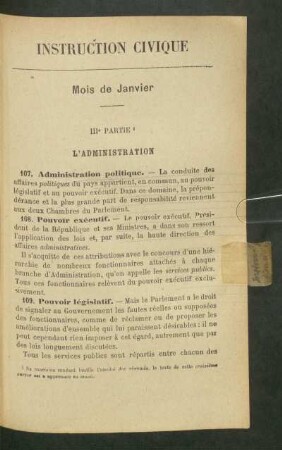 INSTRUCTION CIVIQUE
Mois de Janvier
IIIe PARTIE 1
L'ADMINISTRATION
107. Administration politique. — La conduite des
affaires politiques du pays appartient, en commun, au pouvoir
législatif et au pouvoir exécutif. Dans ce domaine, la prépon-
dérance et la plus grande part de responsabilité reviennent
aux deux Chambres du Parlement.
108. Pouvoir exécutif. — Le pouvoir exécutif, Prési-
dent de la République et ses Ministres, a dans son ressort
l'application des lois et, par suite, la haute direction des
affaires administratives.
Il s'acquitte de ces attributions avec le concours d'une hié-
rarchie de nombreux fonctionnaires attachés à chaque
branche d'Administration, qu'on appelle les services publics.
Tous ces fonctionnaires relèvent du pouvoir exécutif exclusi-
vement.
109. Pouvoir législatif. — Mais le Parlement a le droit
de signaler au Gouvernement les fautes réelles ou supposées
des fonctionnaires, comme de réclamer ou de proposer les
améliorations d'ensemble qui lui paraissent désirables : il ne
peut cependant rien imposer à cet égard, autrement que par
des lois longuement discutées.
Tous les services publics sont répartis entre chacun des
le texte de cette troisième